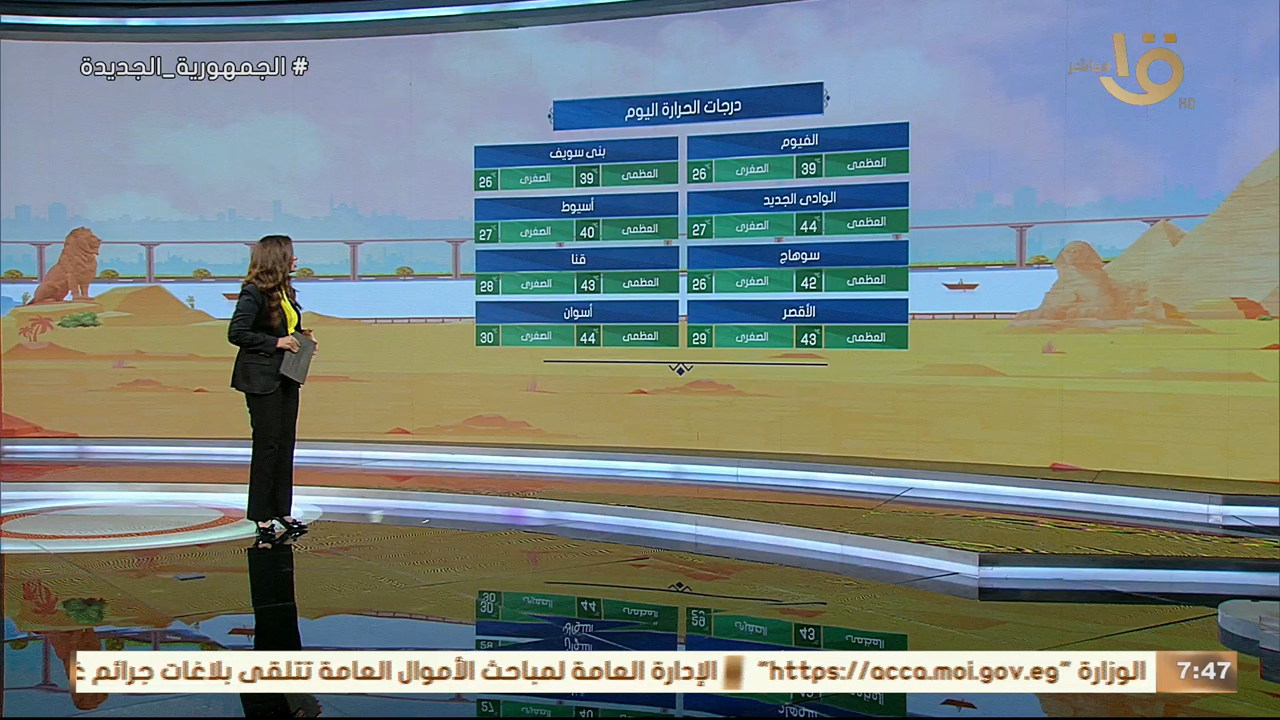 #الجمهورية_الجديدة
مباشر
HD
درجات الحرارة اليوم
الفيوم
العظمى 39°c الصغرى 26°c
بنى سويف
العظمى 39°c الصغرى 26°c
الوادى الجديد
العظمى 44°c الصغرى 27°c
أسيوط
العظمى 40°c الصغرى 27°c
سوهاج
العظمى 42°c الصغرى 26°c
قنا
العظمى 43°c الصغرى 28°c
الأقصر
العظمى 43°c الصغرى 29°c
أسوان
العظمى 44°c الصغرى 30°c
7:47 الوزارة "https://acca.moi.gov.eg" الإدارة العامة لمباحث الأموال العامة تتلقى بلاغات جرائم